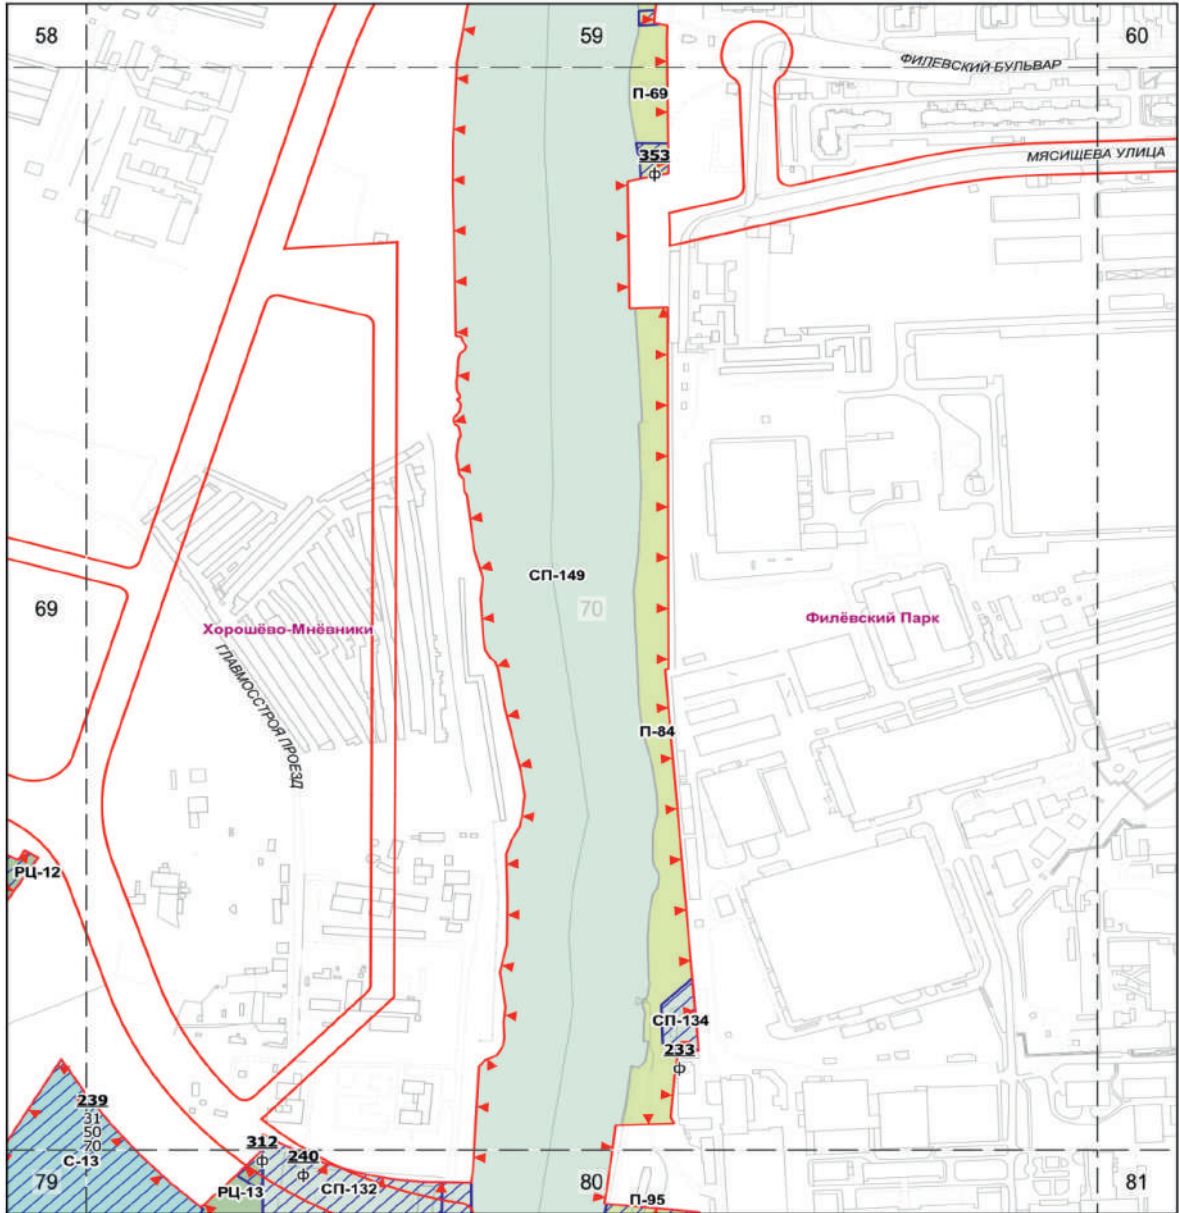 58
59
60
ФИЛЕВСКИЙ БУЛЬВАР
П-69
353
ф
МЯСИЩЕВА УЛИЦА
СП-149
69
70
Хорошёво-Мнёвники
Филёвский Парк
ГЛАВМОССТРОЯ ПРОЕЗД
П-84
РЦ-12
СП-134
233
ф
239
31
50
70
С-13
312
ф
240
ф
79
РЦ-13
СП-132
80
П-95
81